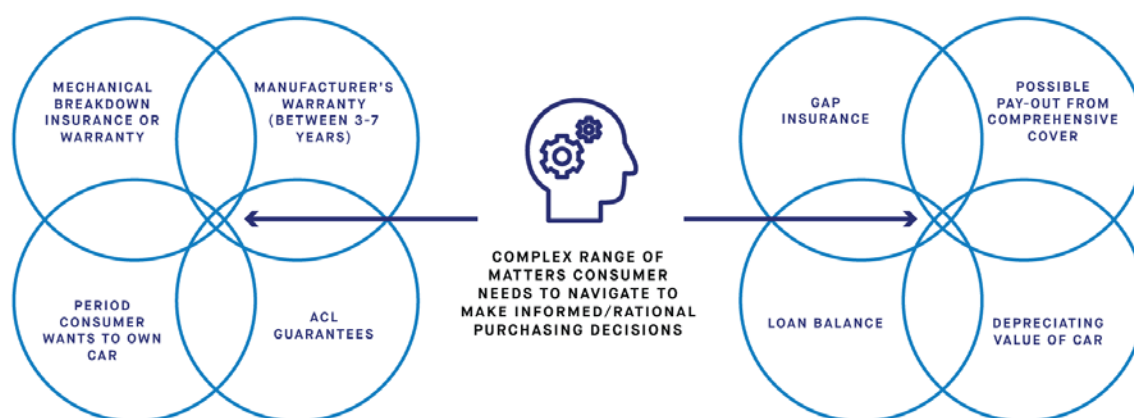 MECHANICAL
BREAKDOWN
INSURANCE OR
WARRANTY
MANUFACTURER'S
WARRANTY
(BETWEEN 3-7
YEARS)
PERIOD
CONSUMER
WANTS TO OWN
CAR
ACL
GUARANTEES
COMPLEX RANGE OF
MATTERS CONSUMER
NEEDS TO NAVIGATE TO
MAKE INFORMED/RATIONAL
PURCHASING DECISIONS
GAP
INSURANCE
POSSIBLE
PAY-OUT FROM
COMPREHENSIVE
COVER
LOAN BALANCE
DEPRECIATING
VALUE OF CAR